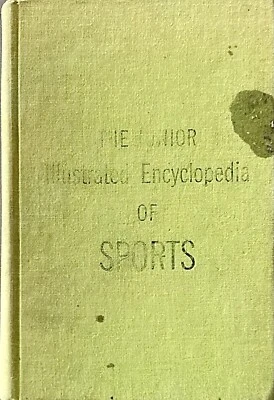 THE JUNIOR
Illustrated Encyclopedia
OF
SPORTS